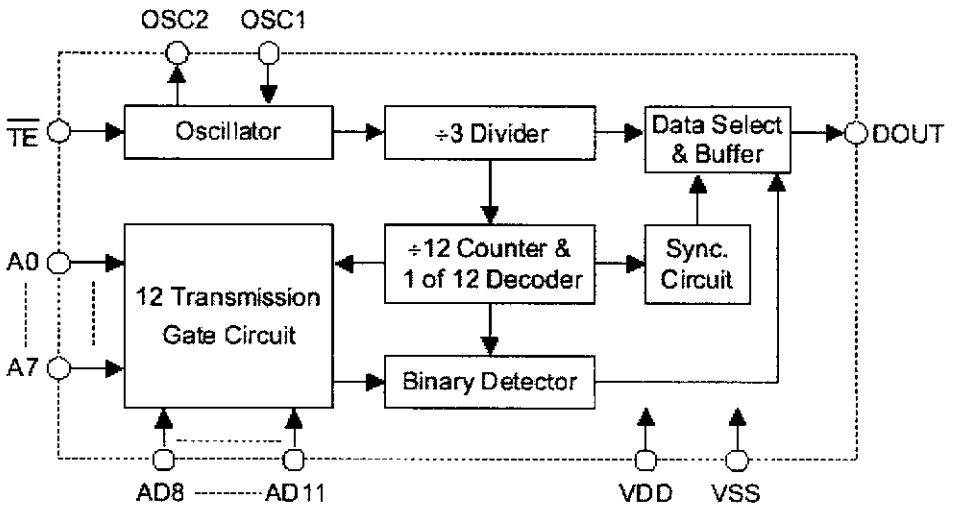 OSC2 OSC1
TE
Oscillator
÷3 Divider
Data Select
& Buffer
DOUT
A0
12 Transmission
Gate Circuit
÷12 Counter &
1 of 12 Decoder
Sync.
Circuit
A7
Binary Detector
AD8 AD11 VDD VSS